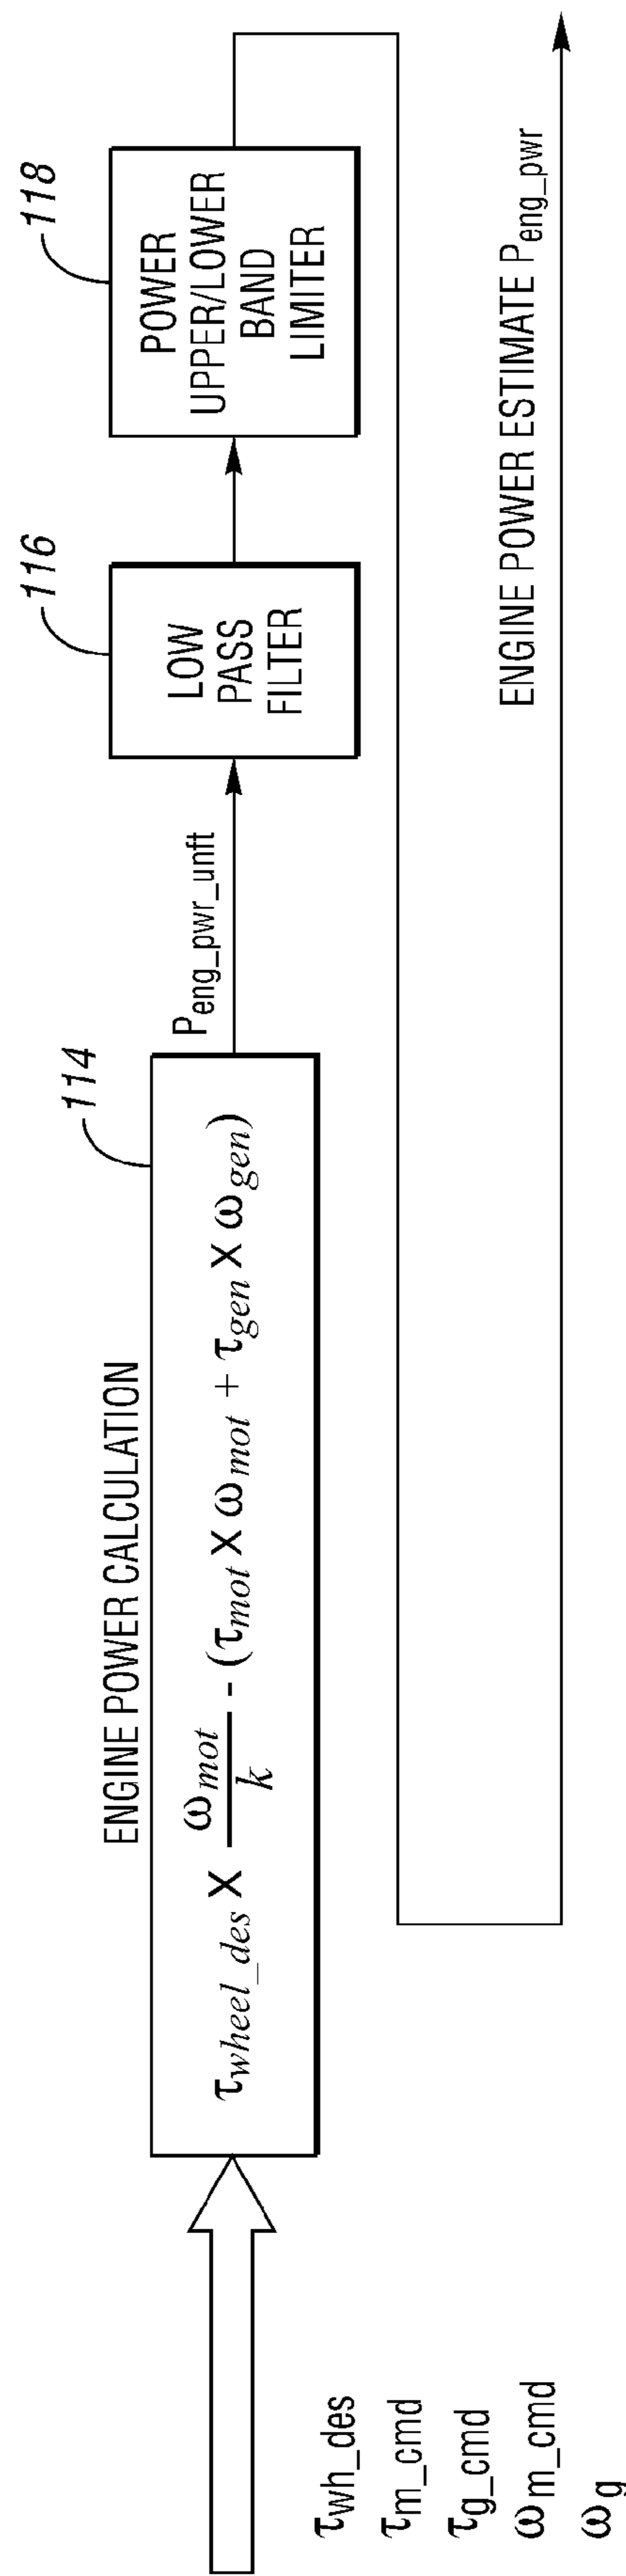 τwh_des
τm_cmd
τg_cmd
ωm_cmd
ωg
ENGINE POWER CALCULATION
114
τwheel_des X ωmot/k - (τmot X ωmot + τgen X ωgen)
Peng_pwr_unft
116
LOW
PASS
FILTER
118
POWER
UPPER/LOWER
BAND
LIMITER
ENGINE POWER ESTIMATE Peng_pwr